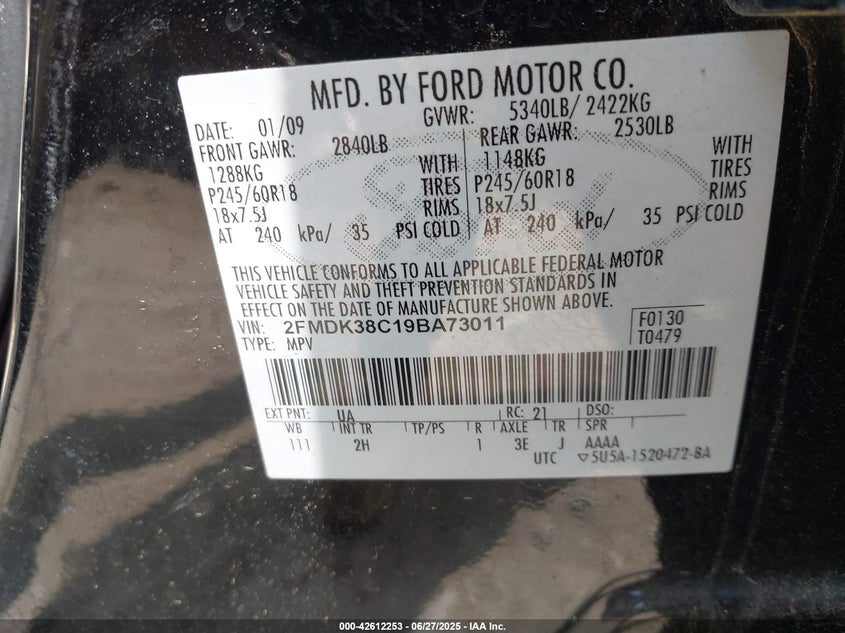 MFD. BY FORD MOTOR CO.
DATE: 01/09 GVWR: 5340LB/ 2422KG
FRONT GAWR: 2840LB REAR GAWR: 2530LB
1288KG WITH 1148KG WITH
P245/60R18 TIRES P245/60R18 TIRES
18x7.5J RIMS 18x7.5J RIMS
AT 240 kPa/ 35 PSI COLD AT 240 kPa/ 35 PSI COLD
THIS VEHICLE CONFORMS TO ALL APPLICABLE FEDERAL MOTOR
VEHICLE SAFETY AND THEFT PREVENTION STANDARDS IN
EFFECT ON THE DATE OF MANUFACTURE SHOWN ABOVE.
VIN: 2FMDK38C19BA73011 F0130
TYPE: MPV T0479
EXT PNT: UA RC: 21 DSO:
WB INT TR TP/PS R AXLE TR SPR
111 2H 1 3E J AAAA
UTC ▽5U5A-1520472-BA
000-42612253 - 06/27/2025 - IAA Inc.